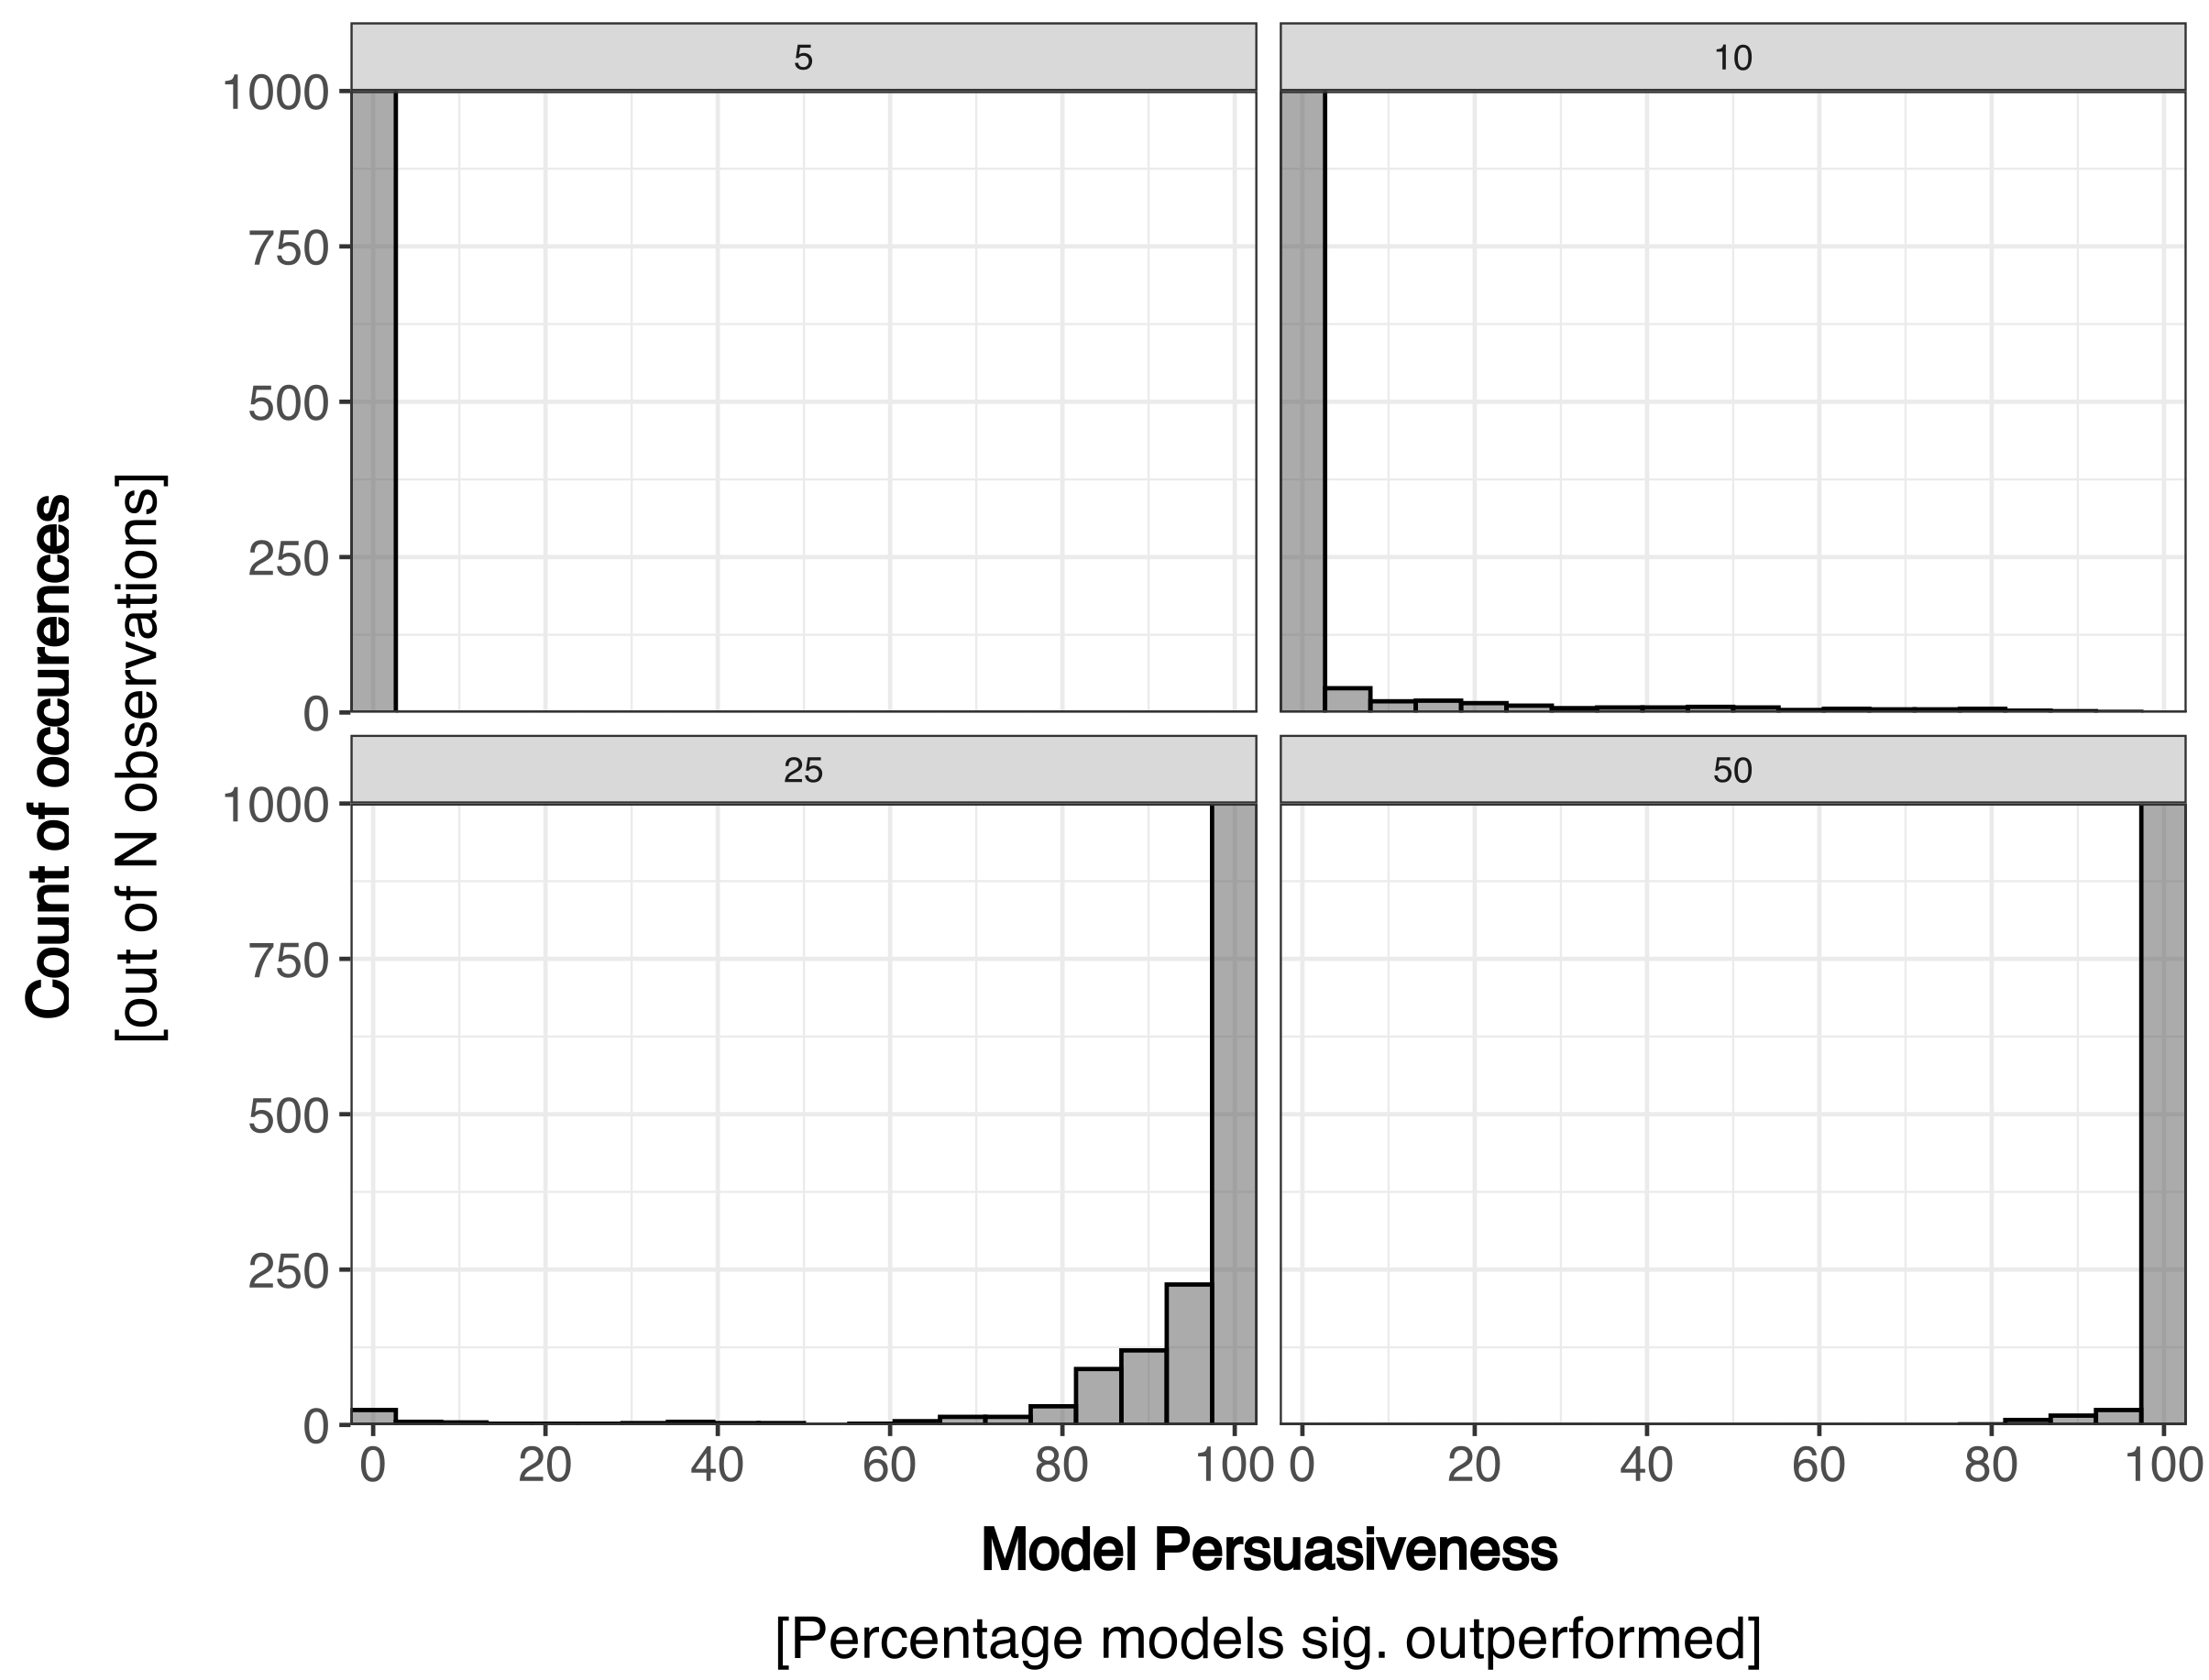 5
10
1000
750
500
250
0
25
50
1000
750
500
250
0
0 20 40 60 80 100
0 20 40 60 80 100
Count of occurences
[out of N observations]
Model Persuasiveness
[Percentage models sig. outperformed]